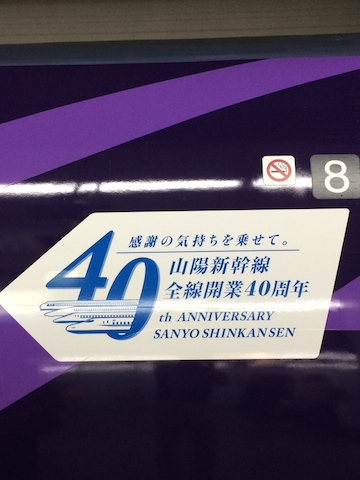 8
感謝の気持ちを乗せて。
40
山陽新幹線
全線開業40周年
th ANNIVERSARY
SANYO SHINKANSEN